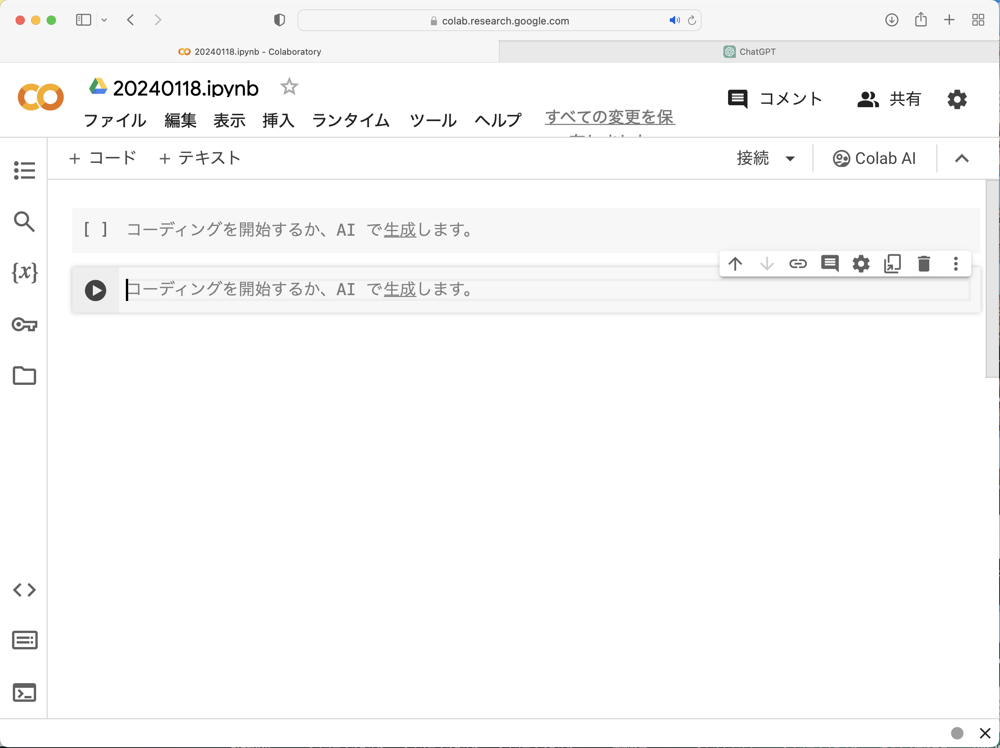 colab.research.google.com
20240118.ipynb - Colaboratory
ChatGPT
20240118.ipynb
コメント
共有
ファイル 編集 表示 挿入 ランタイム ツール ヘルプ すべての変更を保
+ コード + テキスト
接続
Colab AI
[ ] コーディングを開始するか、AI で生成します。
{x}
コーディングを開始するか、AI で生成します。